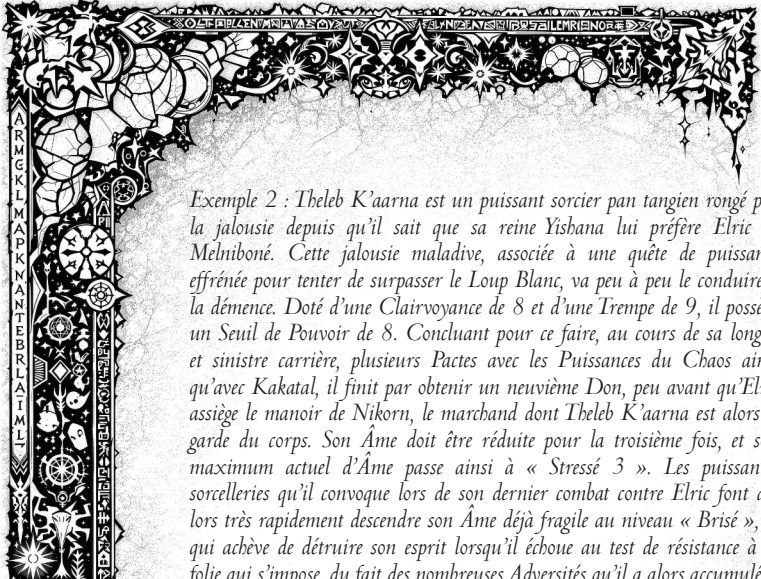 Exemple 2 : Theleb K'aarna est un puissant sorcier pan tangien rongé p
la jalousie depuis qu'il sait que sa reine Yishana lui préfère Elric
Melniboné. Cette jalousie maladive, associée à une quête de puissan
effrénée pour tenter de surpasser le Loup Blanc, va peu à peu le conduire
la démence. Doté d'une Clairvoyance de 8 et d'une Trempe de 9, il possè
un Seuil de Pouvoir de 8. Concluant pour ce faire, au cours de sa long
et sinistre carrière, plusieurs Pactes avec les Puissances du Chaos ain
qu'avec Kakatal, il finit par obtenir un neuvième Don, peu avant qu'El
assiège le manoir de Nikorn, le marchand dont Theleb K'aarna est alors
garde du corps. Son Âme doit être réduite pour la troisième fois, et s
maximum actuel d'Âme passe ainsi à « Stressé 3 ». Les puissan
sorcelleries qu'il convoque lors de son dernier combat contre Elric font d
lors très rapidement descendre son Âme déjà fragile au niveau « Brisé »,
qui achève de détruire son esprit lorsqu'il échoue au test de résistance à
folie qui s'impose, du fait des nombreuses Adversités qu'il a alors accumulé